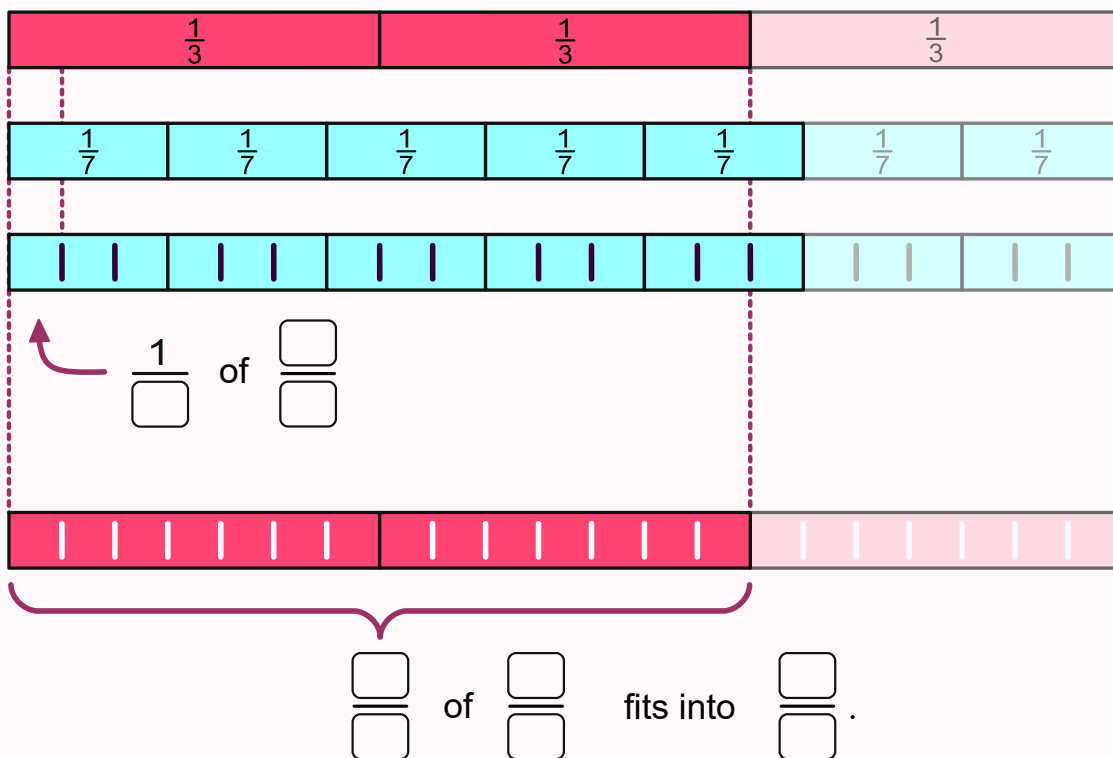 1/3 1/3 1/3
1/7 1/7 1/7 1/7 1/7 1/7 1/7
1/ of /
/ of / fits into / .